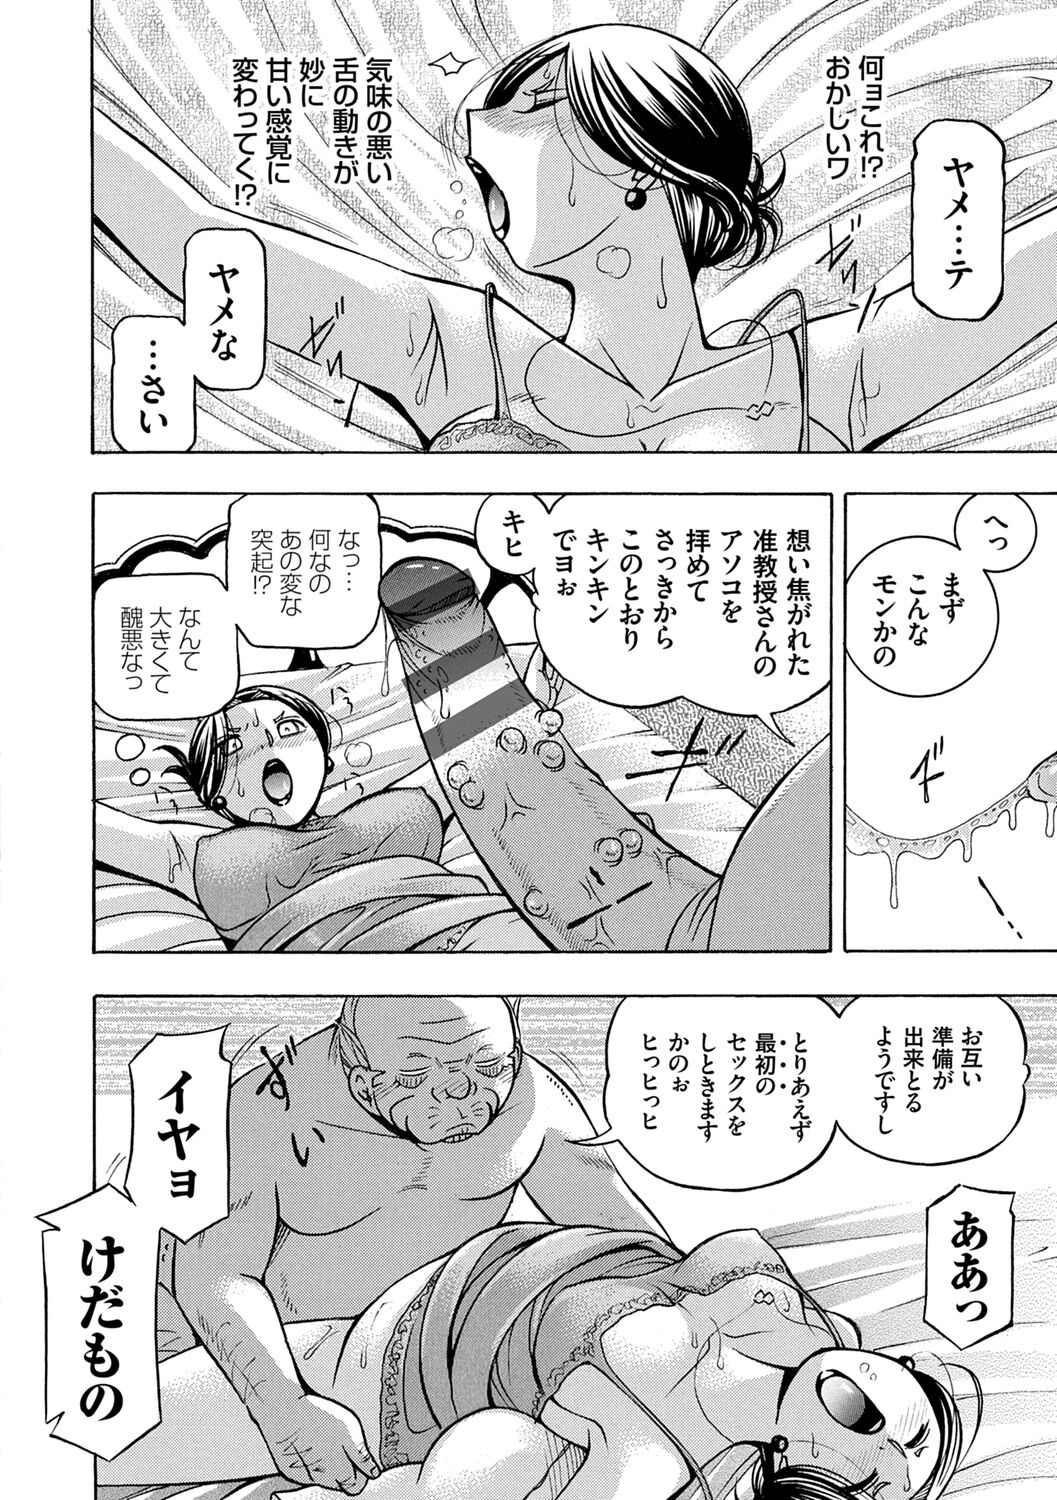 何ョこれ!?
おかしいワ
ヤメ…テ
気味の悪い
舌の動きが
妙に
甘い感覚に
変わってく!?
ヤメな
…さい
へっ
まず
こんな
モンかの
想い焦がれた
准教授さんの
アソコを
拝めて
さっきから
このとおり
キンキン
でヨぉ
キヒ
なっ…
何なの
あの変な
突起!?
なんて
大きくて
醜悪なっ
お互い
準備が
出来とる
ようですし
とりあえず
最初の
セックスを
しときます
かのぉ
ヒっヒっヒ
ああっ
ずい
イヤョ
けだもの